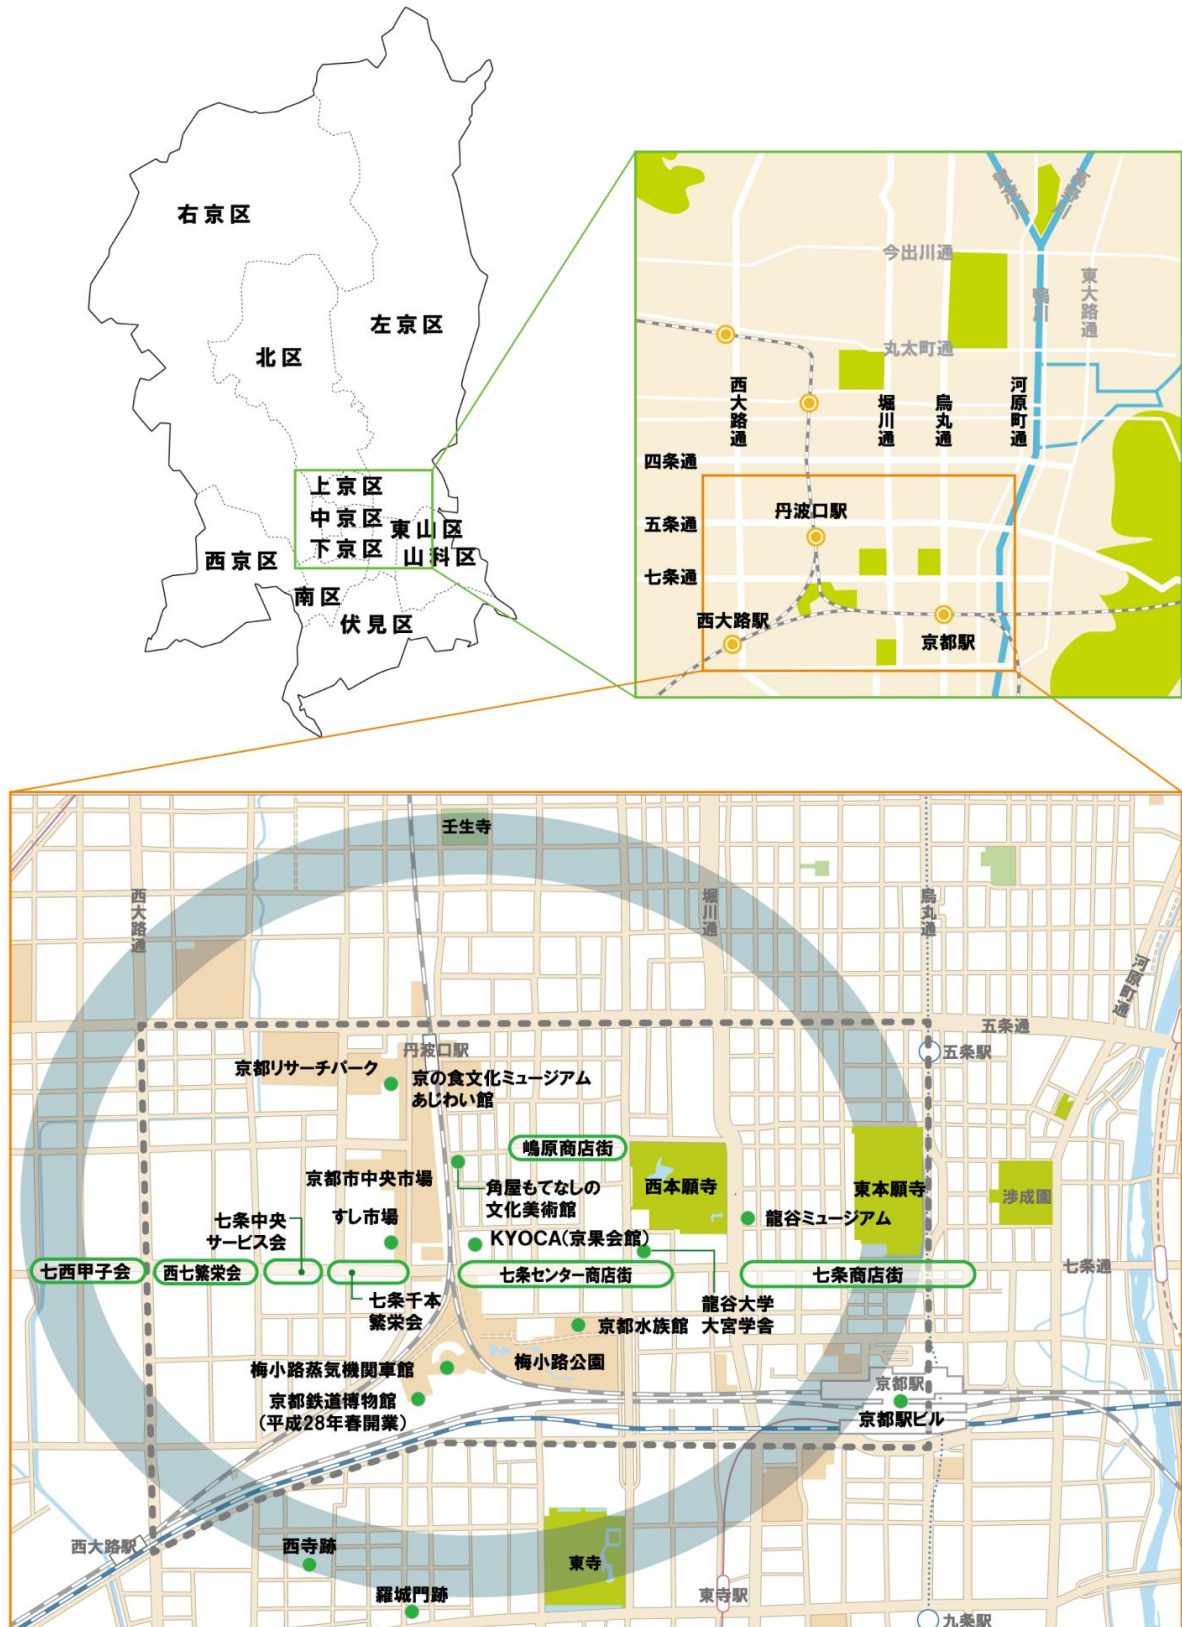 右京区
左京区
北区
上京区
中京区
下京区
東山区
山科区
西京区
南区
伏見区
今出川通
鴨川
東大路通
丸太町通
西大路通
堀川通
烏丸通
河原町通
四条通
丹波口駅
五条通
七条通
西大路駅
京都駅
壬生寺
西大路通
堀川通
烏丸通
河原町通
五条通
丹波口駅
五条駅
京都リサーチパーク
京の食文化ミュージアム
あじわい館
嶋原商店街
京都市中央市場
角屋もてなしの
文化美術館
西本願寺
東本願寺
渉成園
七条中央
サービス会
すし市場
KYOCA(京果会館)
龍谷ミュージアム
七西甲子会
西七繁栄会
七条センター商店街
七条商店街
七条通
七条千本
繁栄会
龍谷大学
大宮学舎
京都水族館
梅小路公園
梅小路蒸気機関車館
京都鉄道博物館
(平成28年春開業)
京都駅
京都駅ビル
西大路駅
西寺跡
東寺
東寺駅
羅城門跡
九条駅